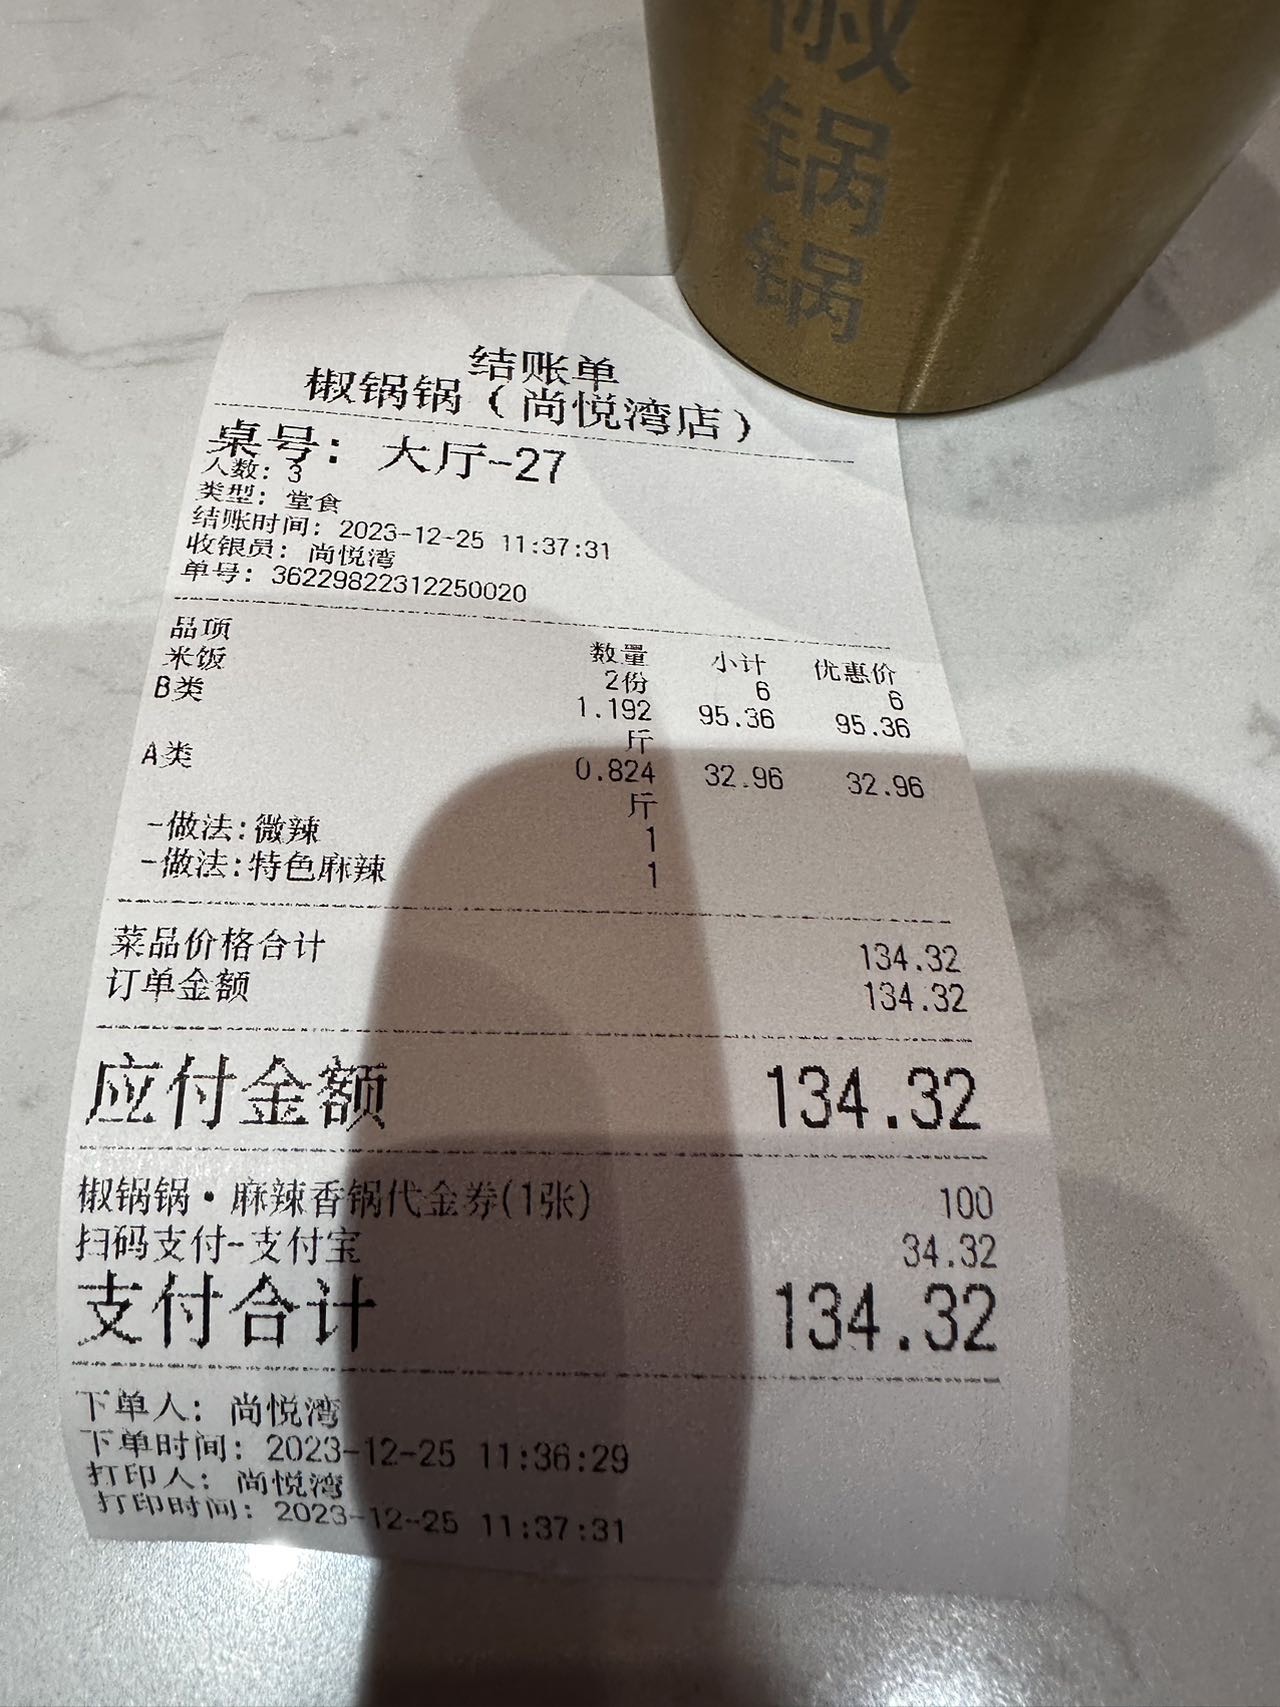 椒
锅
锅
结账单
椒锅锅（尚悦湾店）
桌号：大厅-27
人数：3
类型：堂食
结账时间：2023-12-25 11:37:31
收银员：尚悦湾
单号：36229822312250020
品项 数量 小计 优惠价
米饭 2份 6 6
B类 1.192斤 95.36 95.36
A类 0.824斤 32.96 32.96
-做法:微辣 1
-做法:特色麻辣 1
菜品价格合计 134.32
订单金额 134.32
应付金额 134.32
椒锅锅·麻辣香锅代金券(1张) 100
扫码支付-支付宝 34.32
支付合计 134.32
下单人：尚悦湾
下单时间：2023-12-25 11:36:29
打印人：尚悦湾
打印时间：2023-12-25 11:37:31